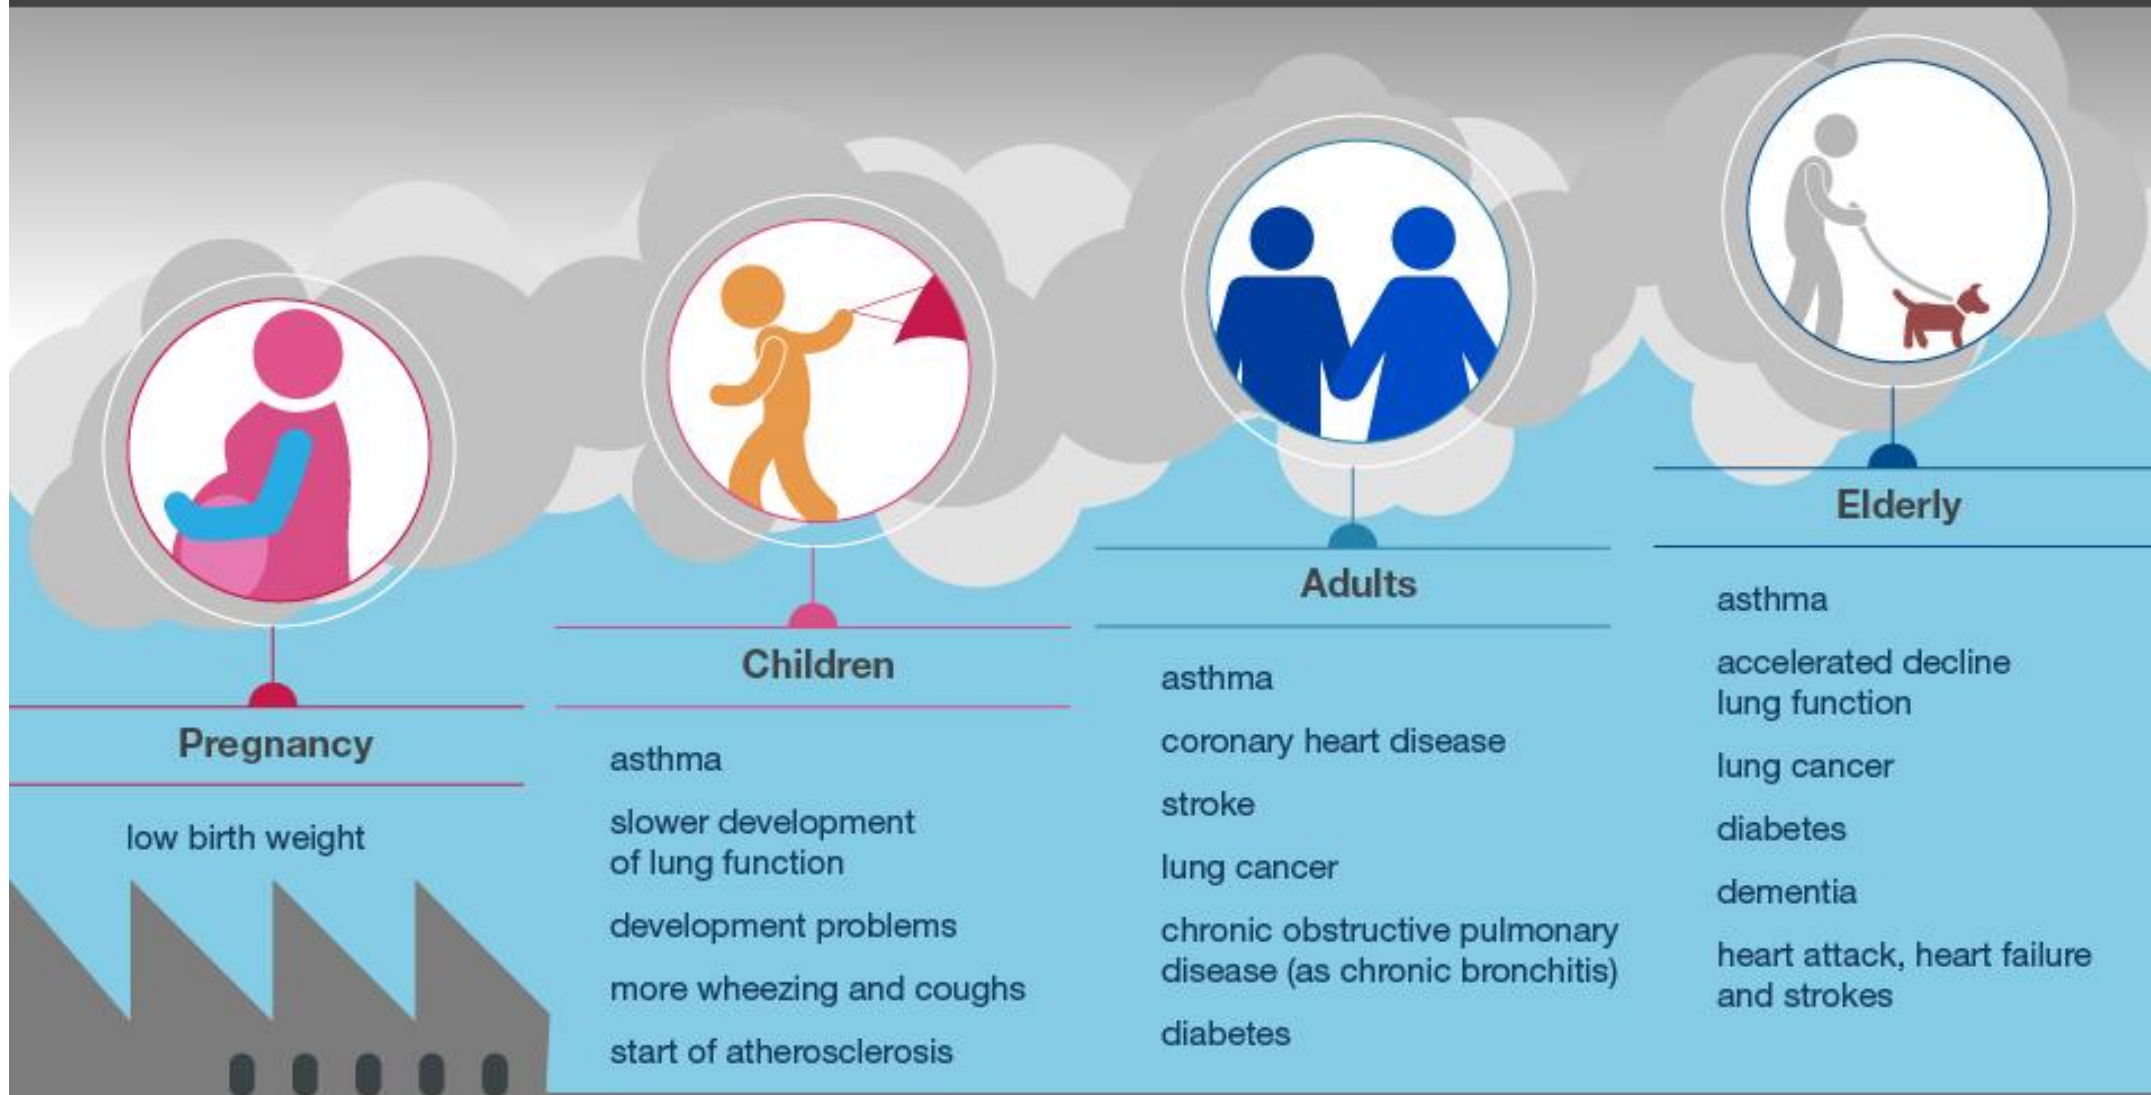 Pregnancy
low birth weight
Children
asthma
slower development
of lung function
development problems
more wheezing and coughs
start of atherosclerosis
Adults
asthma
coronary heart disease
stroke
lung cancer
chronic obstructive pulmonary
disease (as chronic bronchitis)
diabetes
Elderly
asthma
accelerated decline
lung function
lung cancer
diabetes
dementia
heart attack, heart failure
and strokes